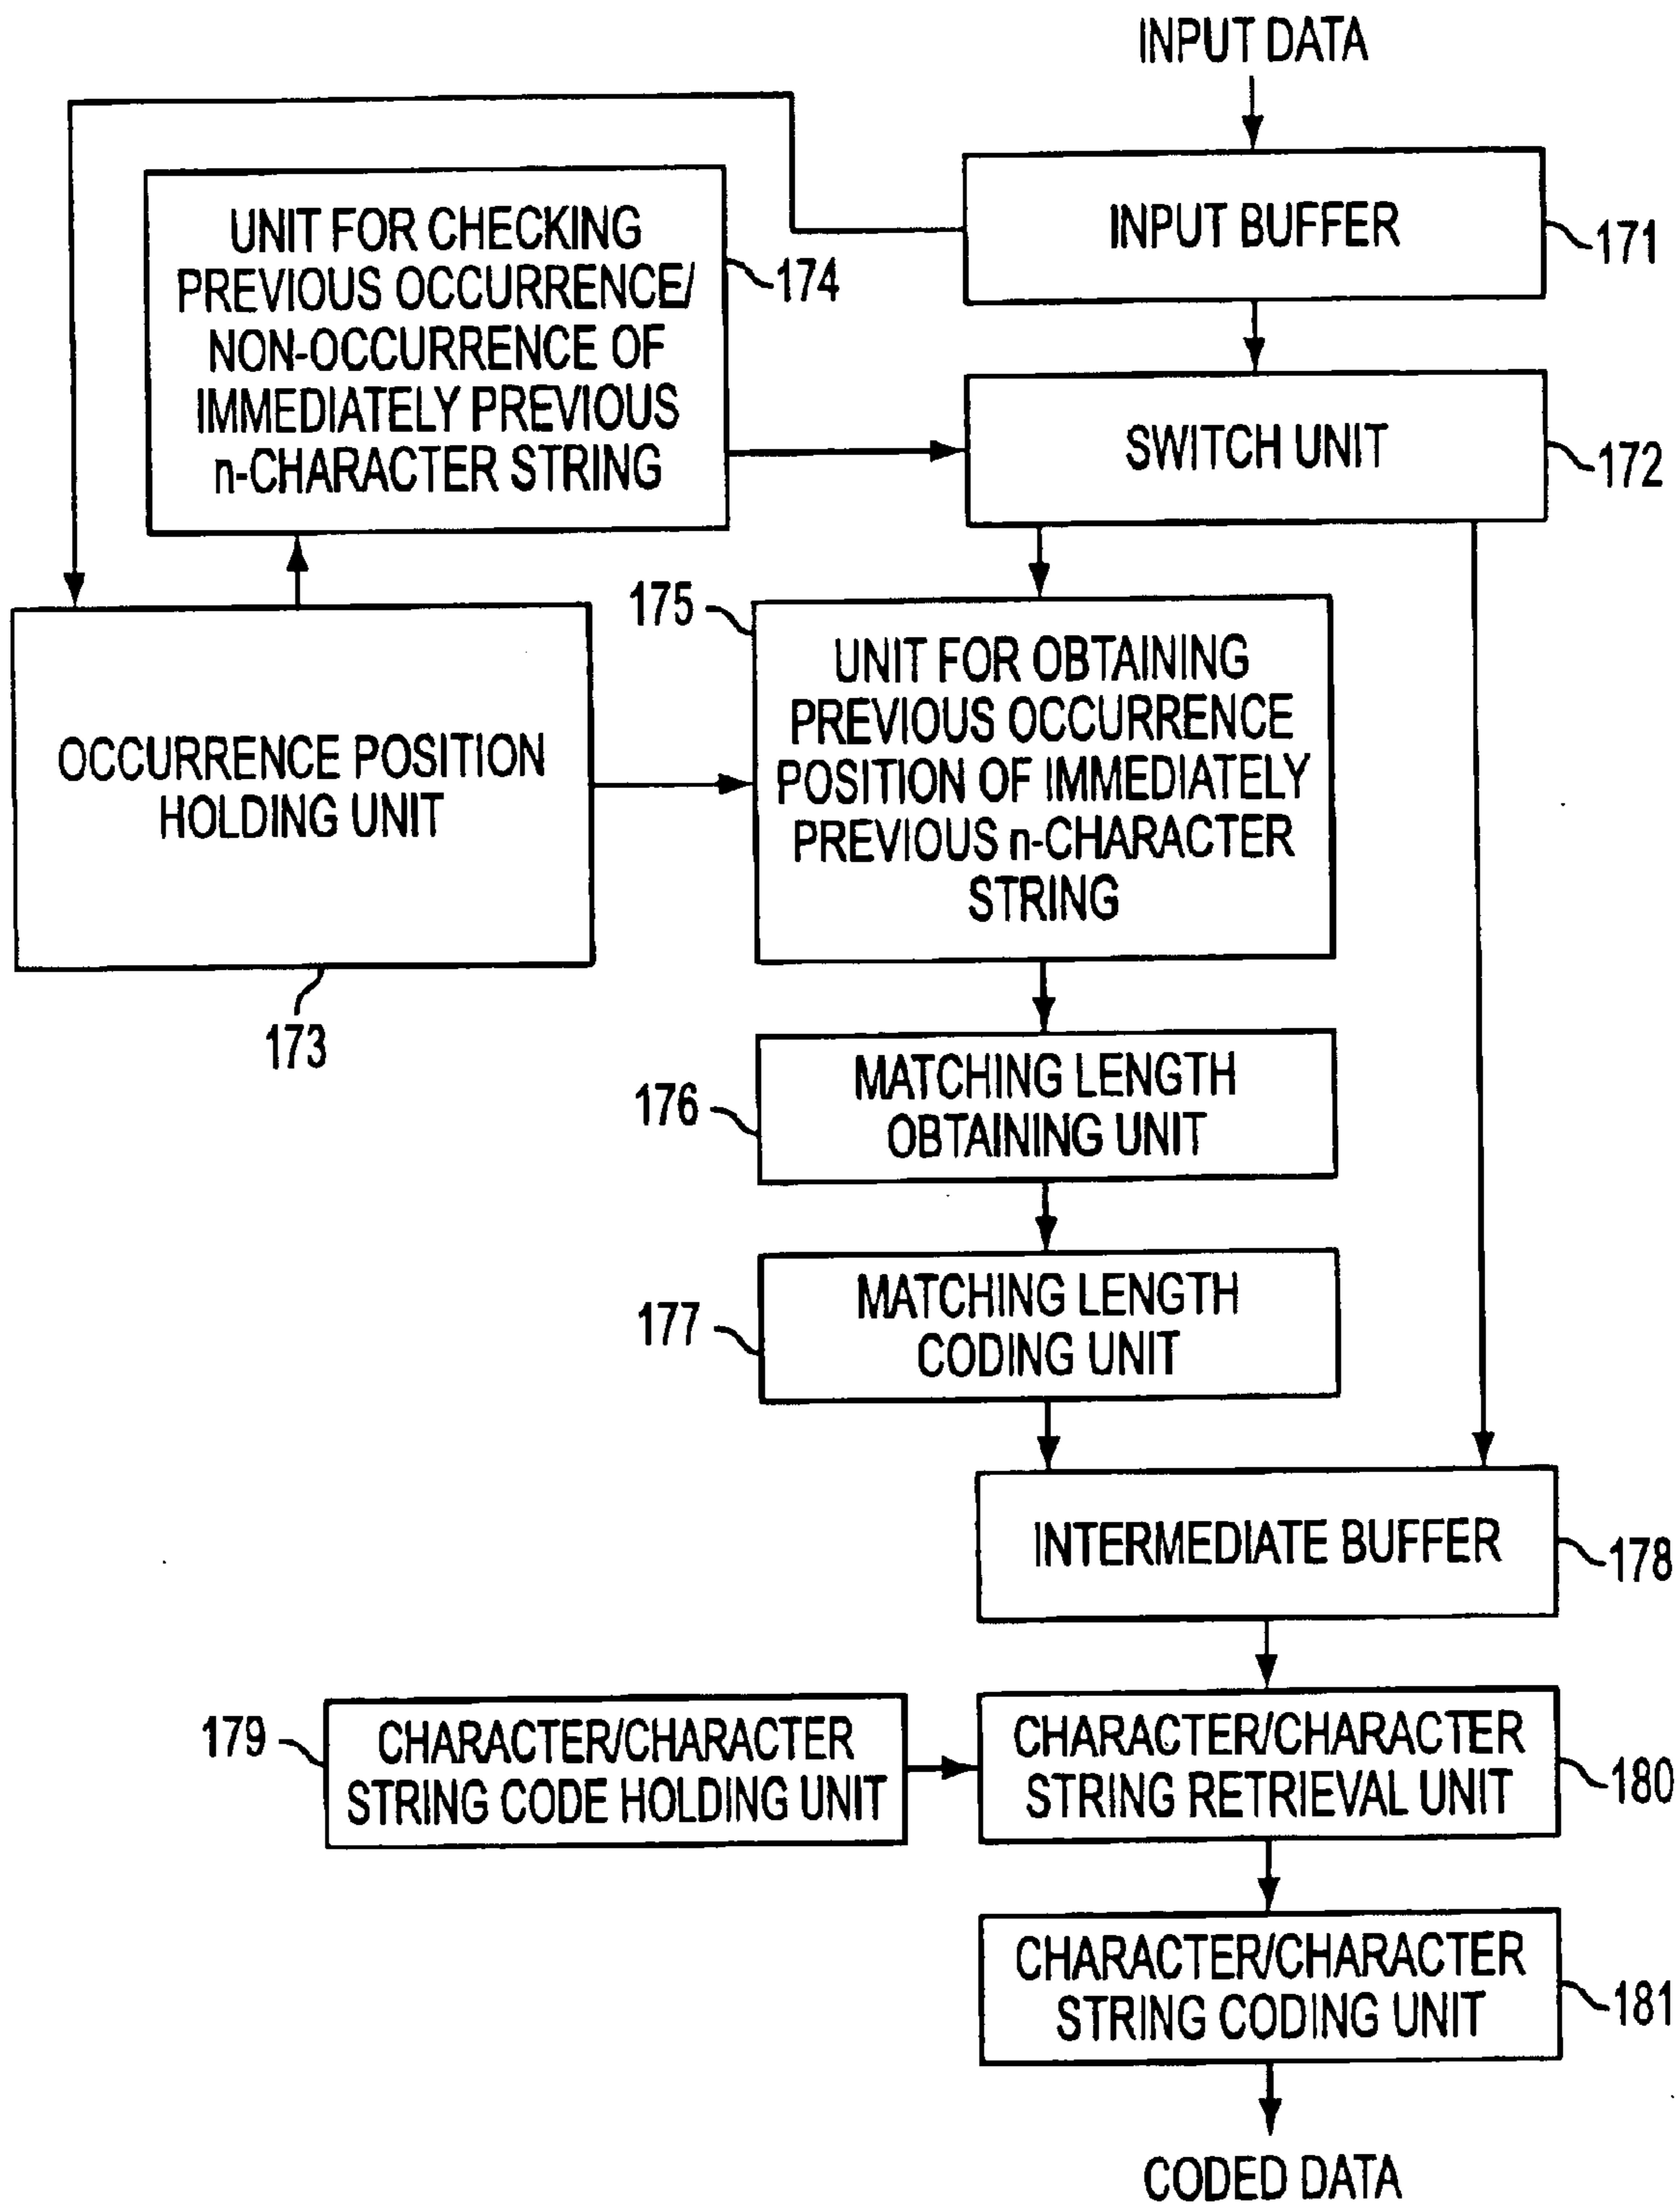 INPUT DATA
INPUT BUFFER
171
UNIT FOR CHECKING
PREVIOUS OCCURRENCE/
NON-OCCURRENCE OF
IMMEDIATELY PREVIOUS
n-CHARACTER STRING
174
SWITCH UNIT
172
OCCURRENCE POSITION
HOLDING UNIT
173
175
UNIT FOR OBTAINING
PREVIOUS OCCURRENCE
POSITION OF IMMEDIATELY
PREVIOUS n-CHARACTER
STRING
176
MATCHING LENGTH
OBTAINING UNIT
177
MATCHING LENGTH
CODING UNIT
INTERMEDIATE BUFFER
178
179
CHARACTER/CHARACTER
STRING CODE HOLDING UNIT
CHARACTER/CHARACTER
STRING RETRIEVAL UNIT
180
CHARACTER/CHARACTER
STRING CODING UNIT
181
CODED DATA